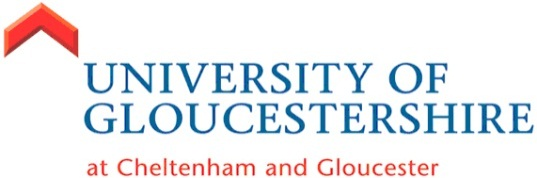 UNIVERSITY OF
GLOUCESTERSHIRE
at Cheltenham and Gloucester